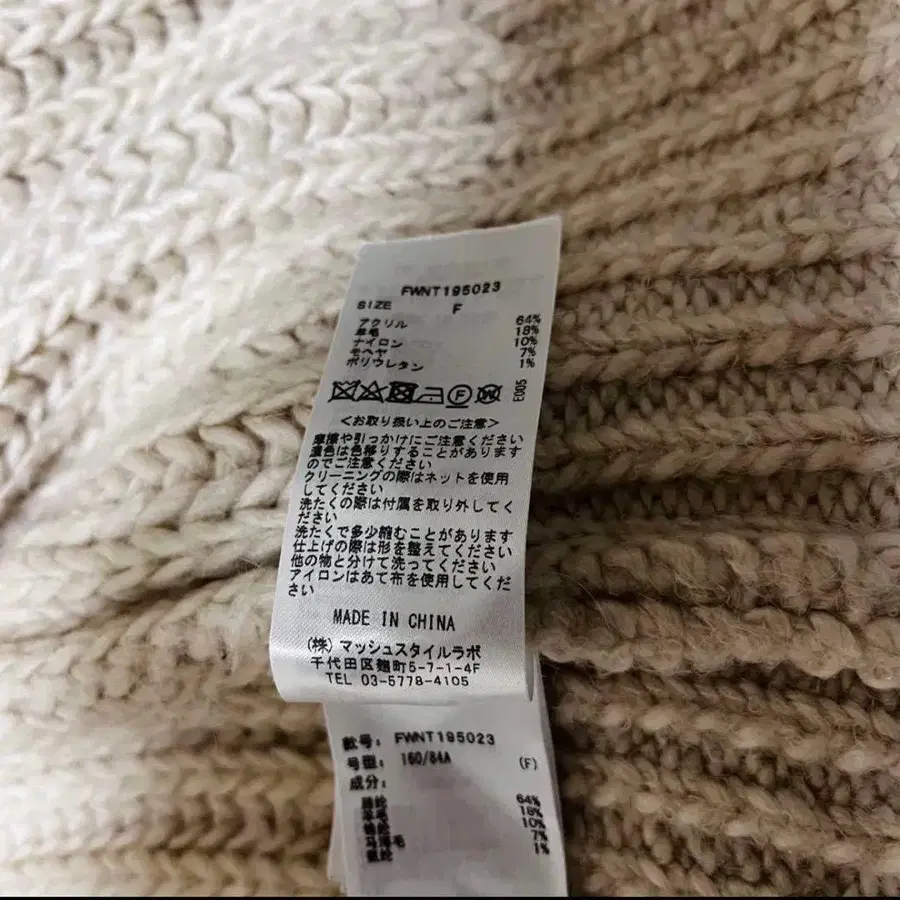 FWNT195023
SIZE F
アクリル 64%
羊毛 18%
ナイロン 10%
モヘヤ 7%
ポリウレタン 1%
E005
<お取り扱い上のご注意>
摩擦や引っかけにご注意ください
濃色は色移りすることがあります
のでご注意ください
クリーニングの際はネットを使用
してください
洗たくの際は付属を取り外してく
ださい
洗たくで多少縮むことがあります
仕上げの際は形を整えてください
他の物と分けて洗ってください
アイロンはあて布を使用してくだ
さい
MADE IN CHINA
(株)マッシュスタイルラボ
千代田区麹町5-7-1-4F
TEL 03-5778-4105
款号: FWNT195023
号型: 160/84A (F)
成分:
腈纶 64%
羊毛 18%
锦纶 10%
马海毛 7%
氨纶 1%